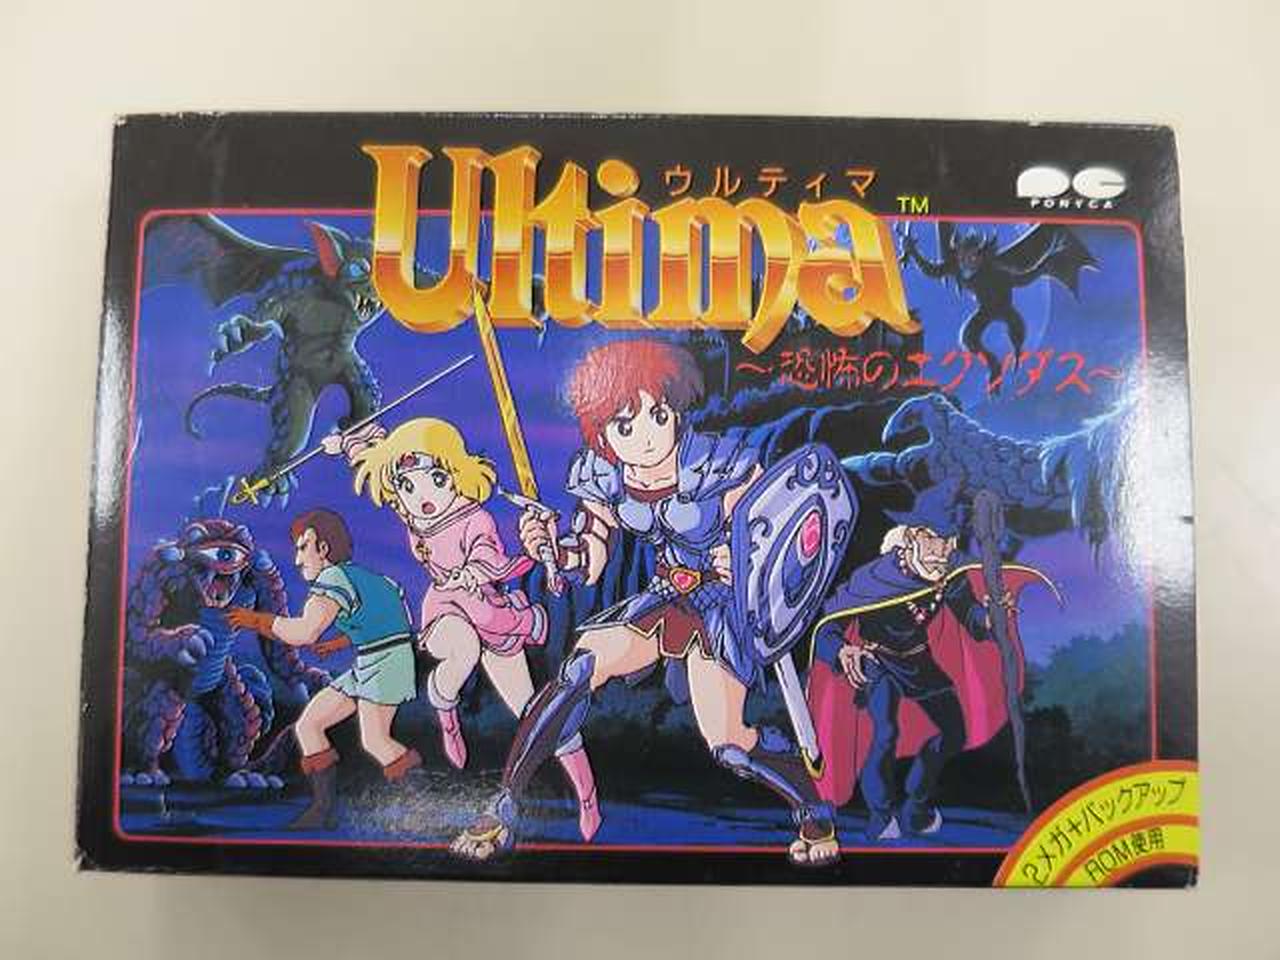 Ultima
ウルティマ
TM
PC
PONYCA
～恐怖のエクソダス～
2メガ+バックアップ
ROM使用